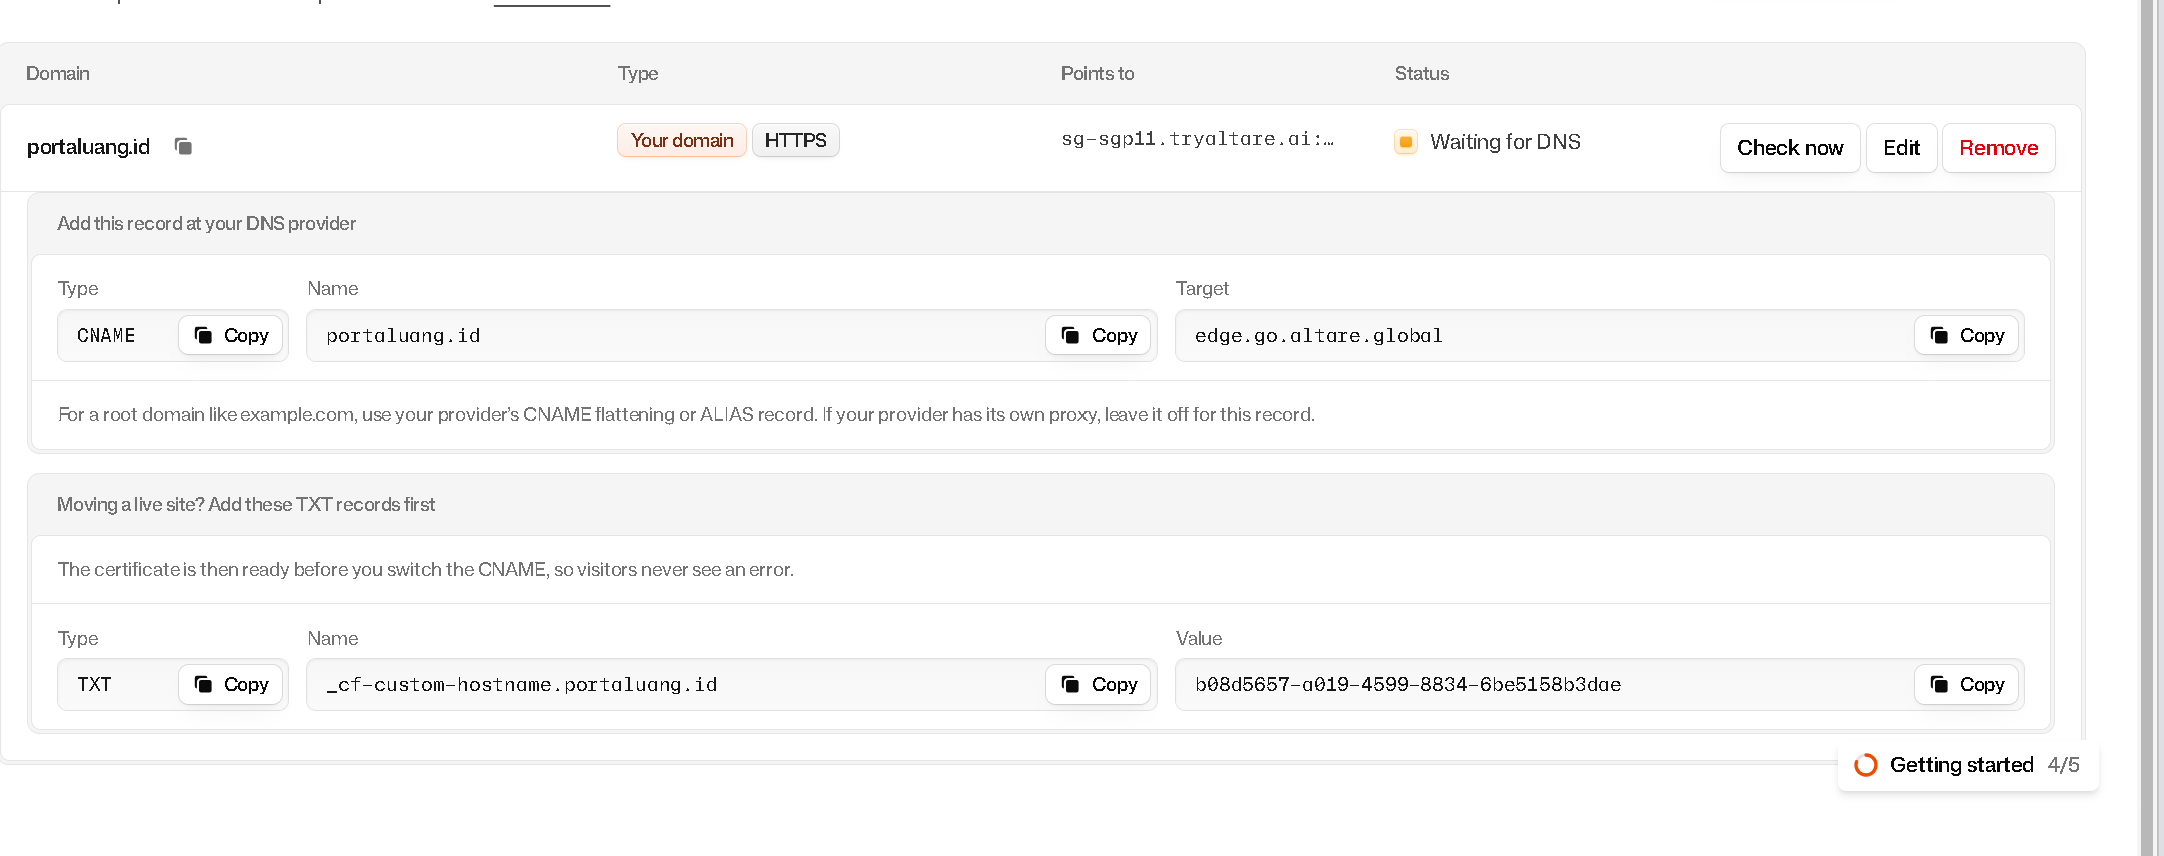 Domain Type Points to Status
portaluang.id Your domain HTTPS sg-sgp11.tryaltare.ai:… Waiting for DNS Check now Edit Remove
Add this record at your DNS provider
Type Name Target
CNAME Copy portaluang.id Copy edge.go.altare.global Copy
For a root domain like example.com, use your provider's CNAME flattening or ALIAS record. If your provider has its own proxy, leave it off for this record.
Moving a live site? Add these TXT records first
The certificate is then ready before you switch the CNAME, so visitors never see an error.
Type Name Value
TXT Copy _cf-custom-hostname.portaluang.id Copy b08d5657-a019-4599-8834-6be5158b3dae Copy
Getting started 4/5